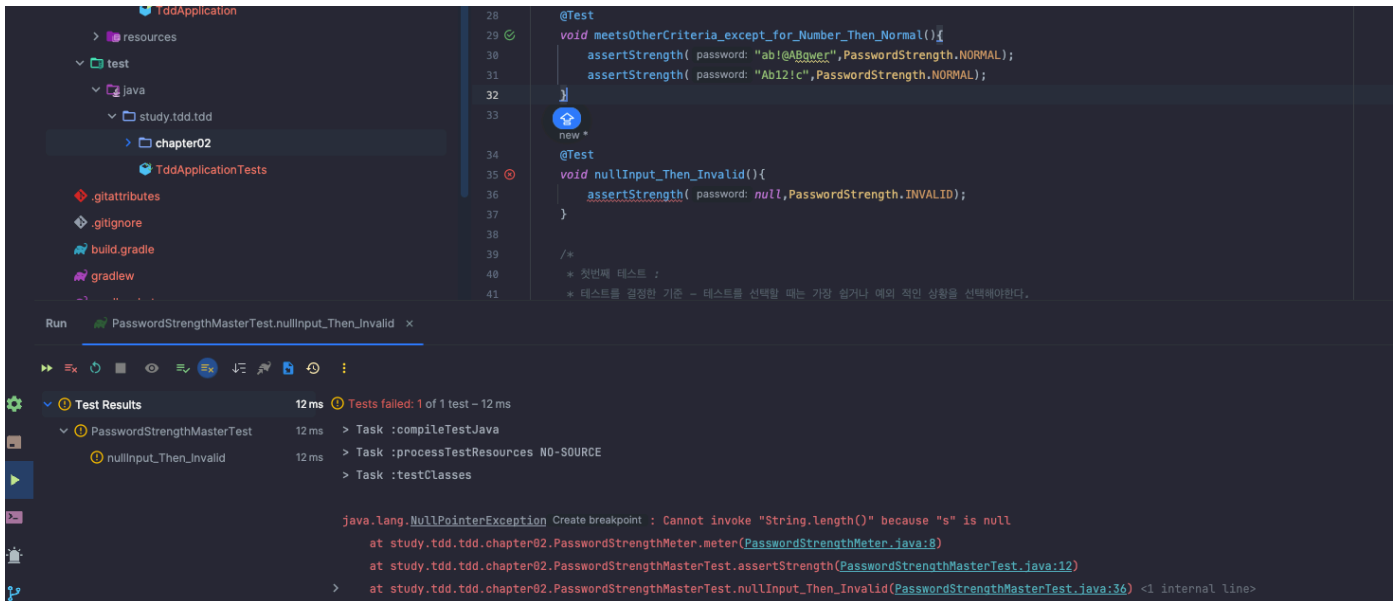 TddApplication
resources
test
java
study.tdd.tdd
chapter02
TddApplicationTests
.gitattributes
.gitignore
build.gradle
gradlew
28 @Test
29 void meetsOtherCriteria_except_for_Number_Then_Normal(){
30 assertStrength( password: "ab!@ABqwer",PasswordStrength.NORMAL);
31 assertStrength( password: "Ab12!c",PasswordStrength.NORMAL);
32 }
33
new *
34 @Test
35 void nullInput_Then_Invalid(){
36 assertStrength( password: null,PasswordStrength.INVALID);
37 }
38
39 /*
40 * 첫번째 테스트 :
41 * 테스트를 결정한 기준 - 테스트를 선택할 때는 가장 쉽거나 예외 적인 상황을 선택해야한다.
Run PasswordStrengthMasterTest.nullInput_Then_Invalid ×
Test Results 12 ms
PasswordStrengthMasterTest 12 ms
nullInput_Then_Invalid 12 ms
Tests failed: 1 of 1 test – 12 ms
> Task :compileTestJava
> Task :processTestResources NO-SOURCE
> Task :testClasses
java.lang.NullPointerException Create breakpoint : Cannot invoke "String.length()" because "s" is null
at study.tdd.tdd.chapter02.PasswordStrengthMeter.meter(PasswordStrengthMeter.java:8)
at study.tdd.tdd.chapter02.PasswordStrengthMasterTest.assertStrength(PasswordStrengthMasterTest.java:12)
at study.tdd.tdd.chapter02.PasswordStrengthMasterTest.nullInput_Then_Invalid(PasswordStrengthMasterTest.java:36) <1 internal line>